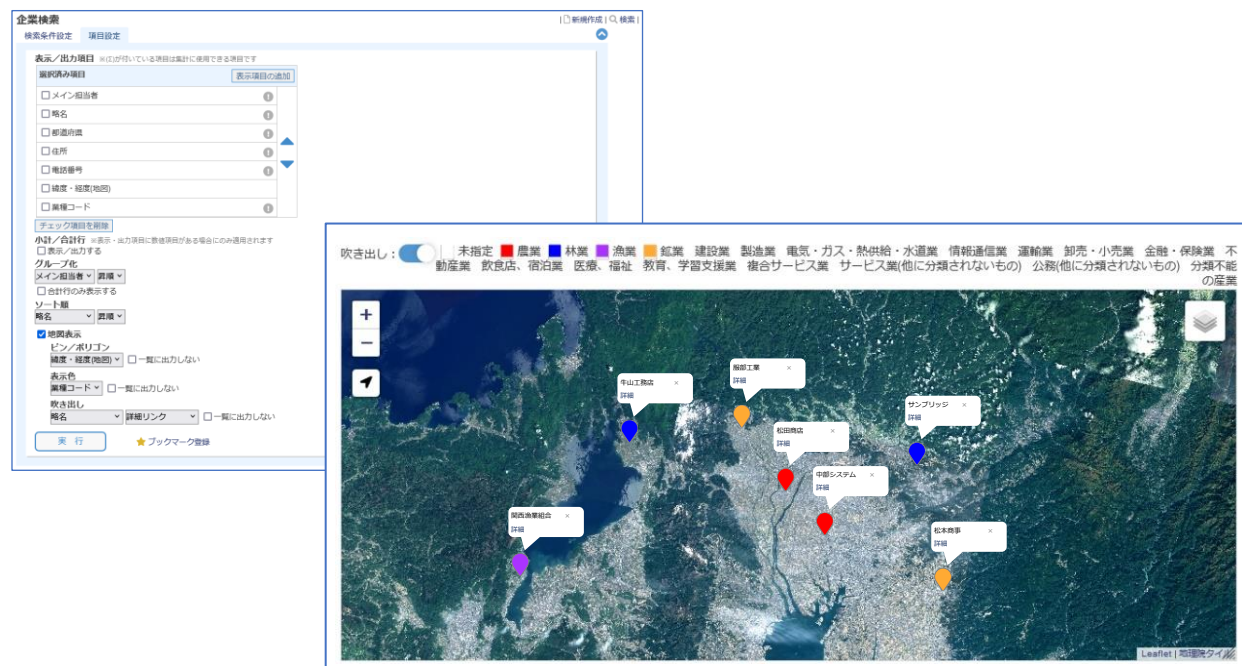 企業検索
|新規作成|検索|
検索条件設定 項目設定
表示／出力項目 ※(Σ)が付いている項目は集計に使用できる項目です
選択済み項目 表示項目の追加
メイン担当者
略名
都道府県
住所
電話番号
緯度・経度(地図)
業種コード
チェック項目を削除
小計／合計行 ※表示・出力項目に数値項目がある場合にのみ適用されます
表示／出力する
グループ化
メイン担当者 昇順
合計行のみ表示する
ソート順
略名 昇順
地図表示
ピン／ポリゴン
緯度・経度(地図) 一覧に出力しない
表示色
業種コード 一覧に出力しない
吹き出し
略名 詳細リンク 一覧に出力しない
実 行 ブックマーク登録
吹き出し： 未指定 農業 林業 漁業 鉱業 建設業 製造業 電気・ガス・熱供給・水道業 情報通信業 運輸業 卸売・小売業 金融・保険業 不
動産業 飲食店、宿泊業 医療、福祉 教育、学習支援業 複合サービス業 サービス業(他に分類されないもの) 公務(他に分類されないもの) 分類不能
の産業
+
−
服部工業 ×
詳細
牛山工務店 ×
詳細
サンブリッジ ×
詳細
松田商店 ×
詳細
中部システム ×
詳細
関西漁業組合 ×
詳細
松本商事 ×
詳細
Leaflet | 地理院タイル